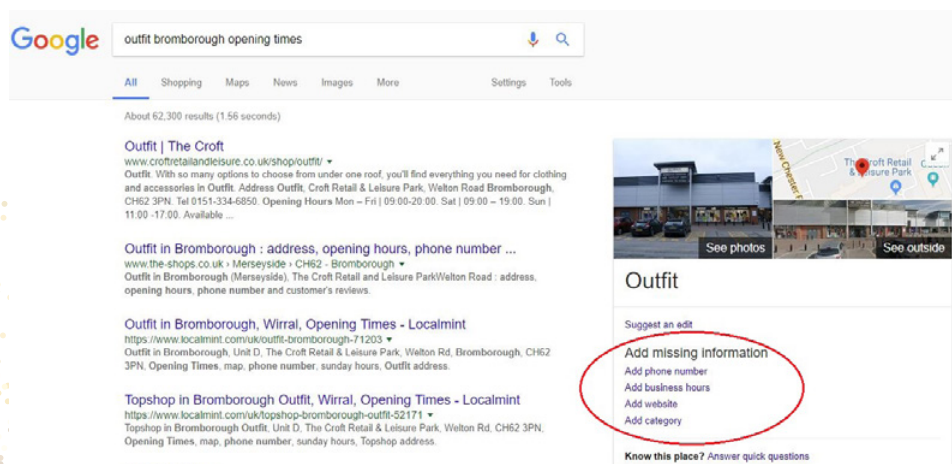 Google
outfit bromborough opening times
All Shopping Maps News Images More Settings Tools
About 62,300 results (1.56 seconds)
Outfit | The Croft
www.croftretailandleisure.co.uk/shop/outfit/
Outfit. With so many options to choose from under one roof, you'll find everything you need for clothing
and accessories in Outfit. Address Outfit, Croft Retail & Leisure Park, Welton Road Bromborough,
CH62 3PN. Tel 0151-334-6850. Opening Hours Mon – Fri | 09:00-20:00. Sat | 09:00 – 19:00. Sun |
11:00 -17:00. Available ...
Outfit in Bromborough : address, opening hours, phone number ...
www.the-shops.co.uk › Merseyside › CH62 - Bromborough
Outfit in Bromborough (Merseyside), The Croft Retail and Leisure ParkWelton Road : address,
opening hours, phone number and customer's reviews.
Outfit in Bromborough, Wirral, Opening Times - Localmint
https://www.localmint.com/uk/outfit-bromborough-71203
Outfit in Bromborough, Unit D, The Croft Retail & Leisure Park, Welton Rd, Bromborough, CH62
3PN, Opening Times, map, phone number, sunday hours, Outfit address.
Topshop in Bromborough Outfit, Wirral, Opening Times - Localmint
https://www.localmint.com/uk/topshop-bromborough-outfit-52171
Topshop in Bromborough Outfit, Unit D, The Croft Retail & Leisure Park, Welton Rd, CH62 3PN,
Opening Times, map, phone number, sunday hours, Topshop address.
New Chester
The Croft Retail
& Leisure Park
See photos
See outside
Outfit
Suggest an edit
Add missing information
Add phone number
Add business hours
Add website
Add category
Know this place? Answer quick questions